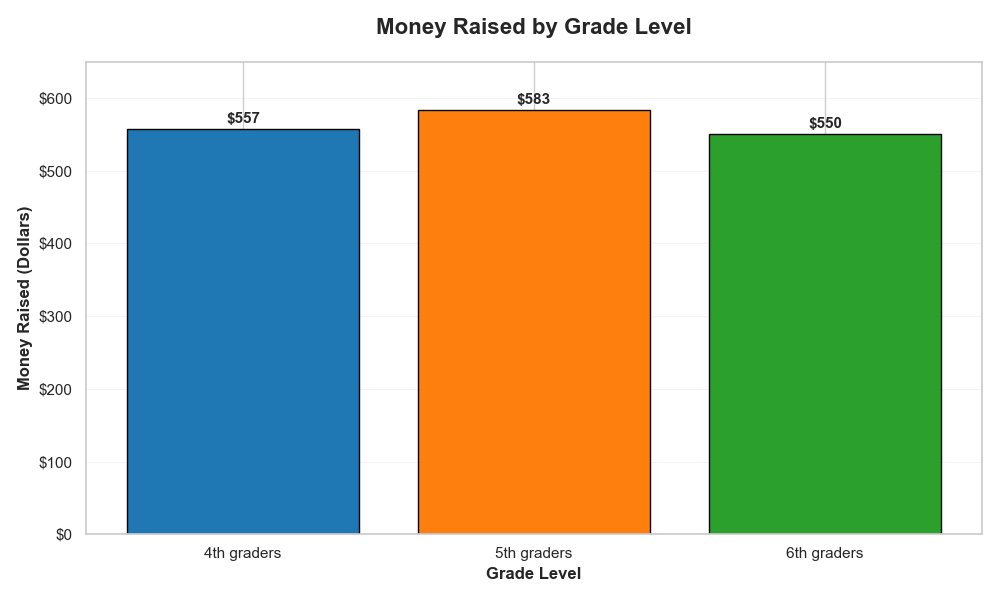 Money Raised by Grade Level
Money Raised (Dollars)
$600
$500
$400
$300
$200
$100
$0
$557
$583
$550
4th graders
5th graders
6th graders
Grade Level